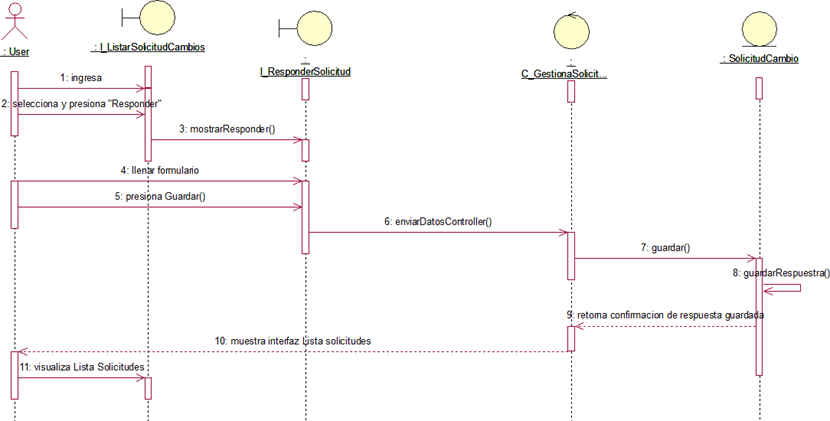 : User
: I_ListarSolicitudCambios
:
I_ResponderSolicitud
:
C_GestionaSolicit...
: SolicitudCambio
1: ingresa
2: selecciona y presiona "Responder"
3: mostrarResponder()
4: llenar formulario
5: presiona Guardar()
6: enviarDatosController()
7: guardar()
8: guardarRespuestra()
9: retorna confirmacion de respuesta guardada
10: muestra interfaz Lista solicitudes
11: visualiza Lista Solicitudes